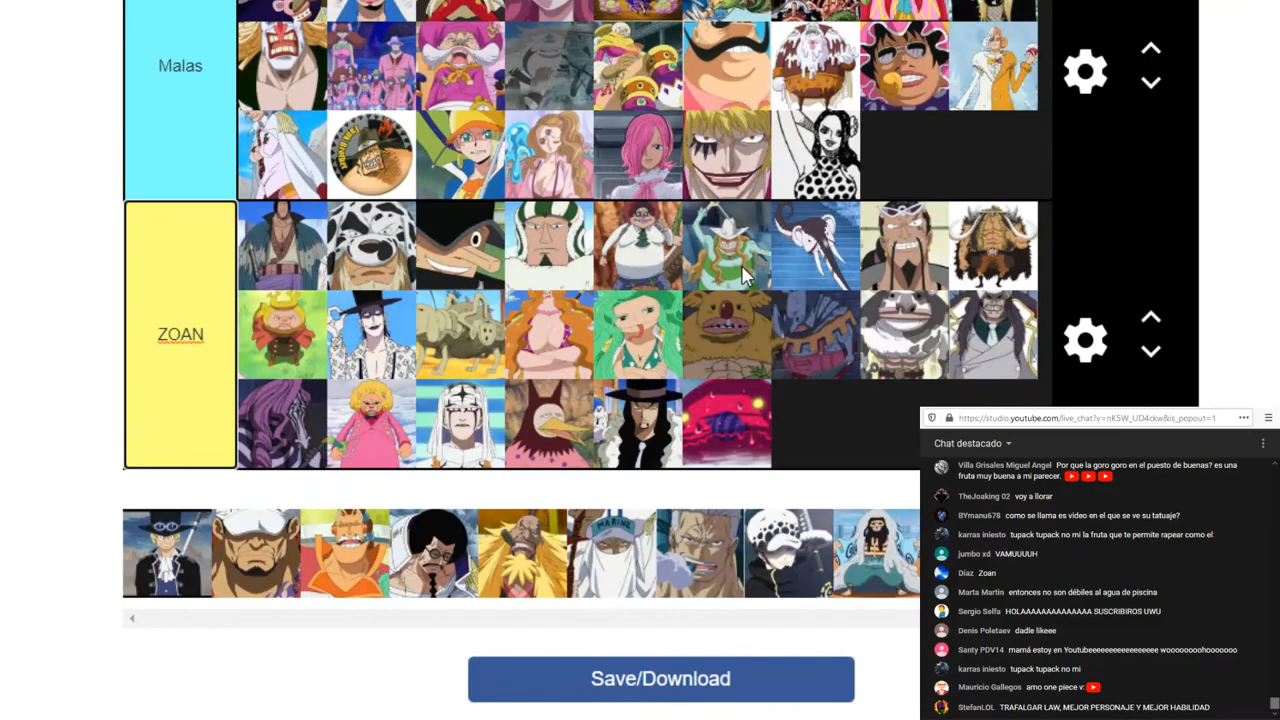 Malas
ZOAN
MARINE
https://studio.youtube.com/live_chat?v=nK5W_UD4ckw&is_popout=1
Chat destacado
Villa Grisales Miguel Angel Por que la goro goro en el puesto de buenas? es una
fruta muy buena a mi parecer.
TheJoaking 02 voy a llorar
BYmanu678 como se llama es video en el que se ve su tatuaje?
karras iniesto tupack tupack no mi la fruta que te permite rapear como el
jumbo xd VAMUUUUH
Díaz Zoan
Marta Martin entonces no son débiles al agua de piscina
Sergio Selfa HOLAAAAAAAAAAAAA SUSCRIBIROS UWU
Denis Poletaev dadle likeee
Santy PDV14 mamá estoy en Youtubeeeeeeeeeeeeeeee wooooooohooooooo
karras iniesto tupack tupack no mi
Mauricio Gallegos amo one piece v:
StefanLOL TRAFALGAR LAW, MEJOR PERSONAJE Y MEJOR HABILIDAD
Save/Download